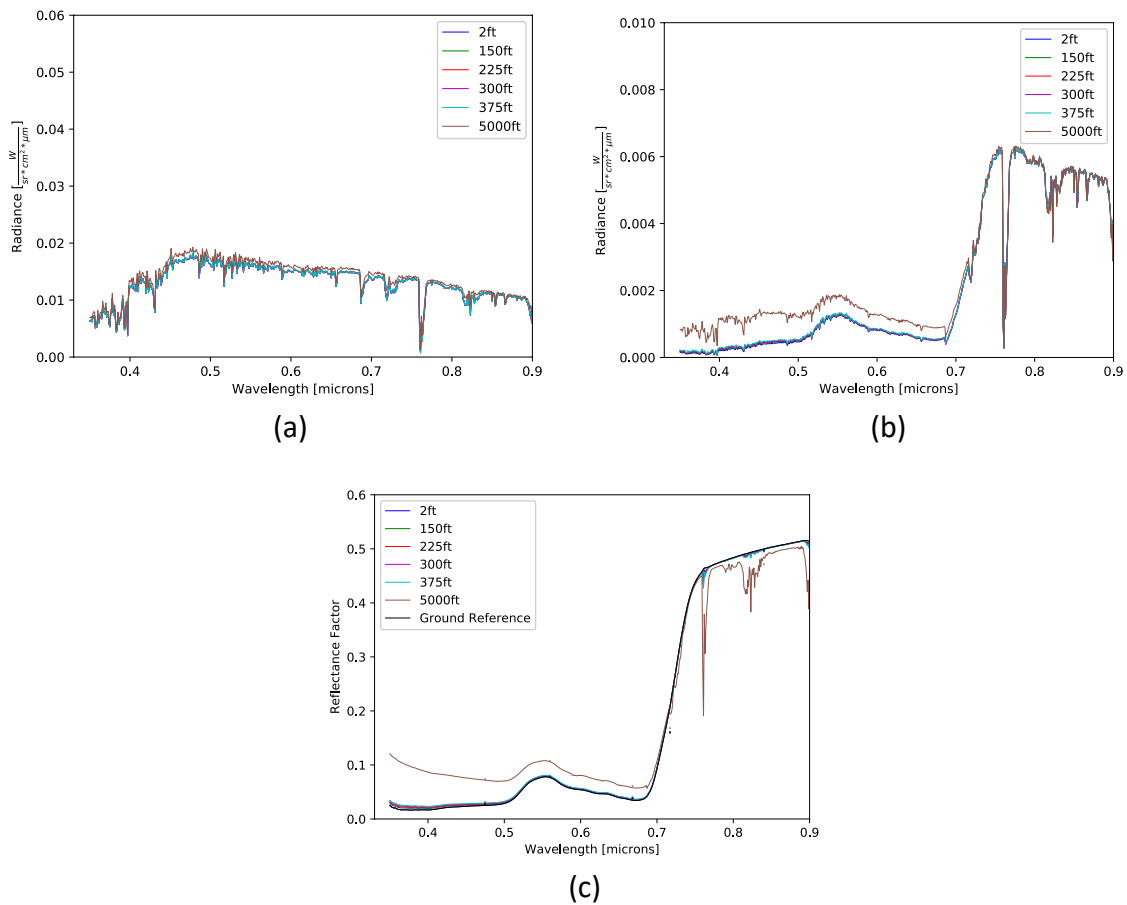 0.06
0.05
0.04
0.03
0.02
0.01
0.00
Radiance [W / sr * cm² * μm]
2ft
150ft
225ft
300ft
375ft
5000ft
0.4 0.5 0.6 0.7 0.8 0.9
Wavelength [microns]
(a)
0.010
0.008
0.006
0.004
0.002
0.000
Radiance [W / sr * cm² * μm]
2ft
150ft
225ft
300ft
375ft
5000ft
0.4 0.5 0.6 0.7 0.8 0.9
Wavelength [microns]
(b)
0.6
0.5
0.4
0.3
0.2
0.1
0.0
Reflectance Factor
2ft
150ft
225ft
300ft
375ft
5000ft
Ground Reference
0.4 0.5 0.6 0.7 0.8 0.9
Wavelength [microns]
(c)